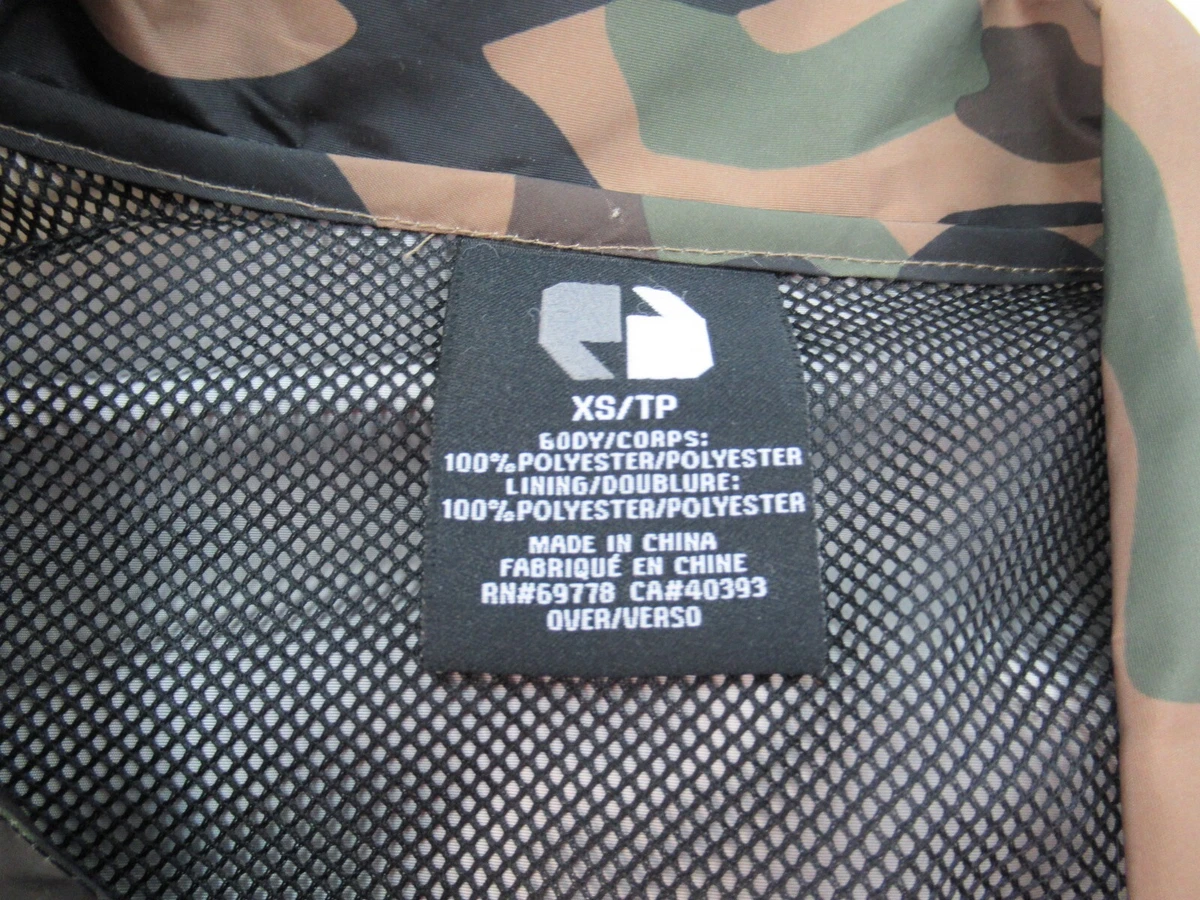 XS/TP
BODY/CORPS:
100%POLYESTER/POLYESTER
LINING/DOUBLURE:
100%POLYESTER/POLYESTER
MADE IN CHINA
FABRIQUÉ EN CHINE
RN#69778 CA#40393
OVER/VERSO